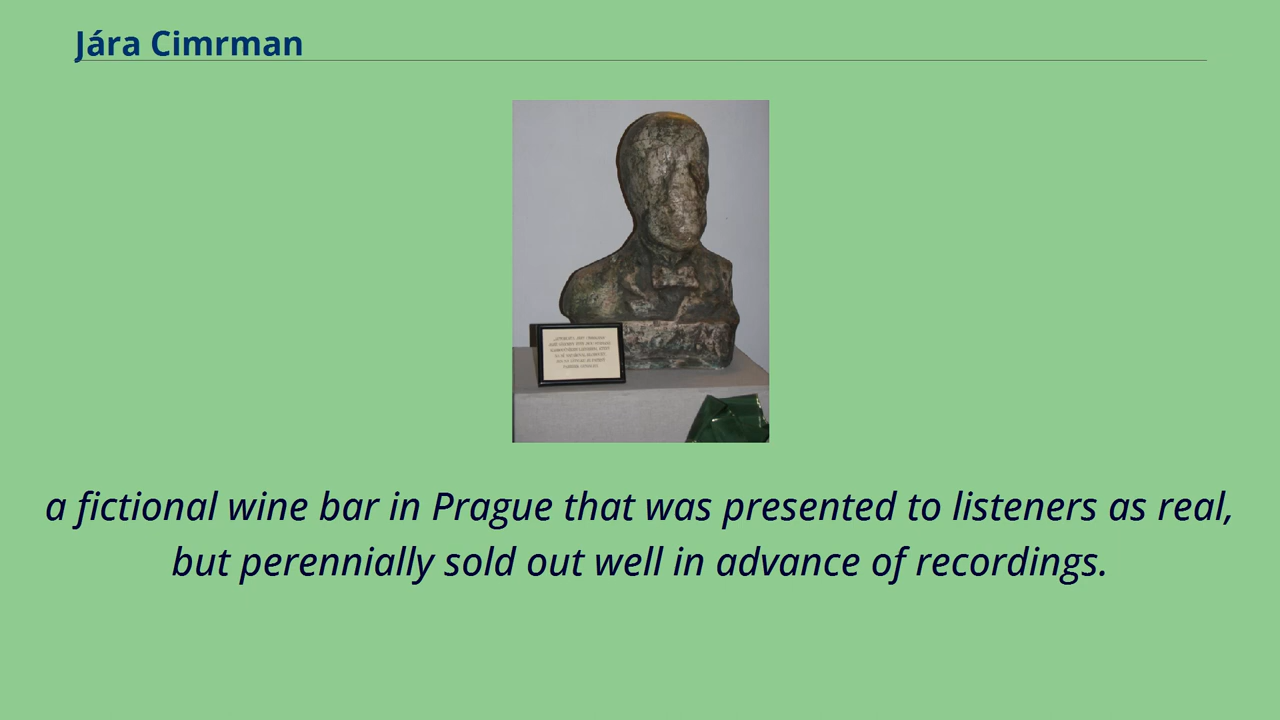 Jára Cimrman
a fictional wine bar in Prague that was presented to listeners as real,
but perennially sold out well in advance of recordings.